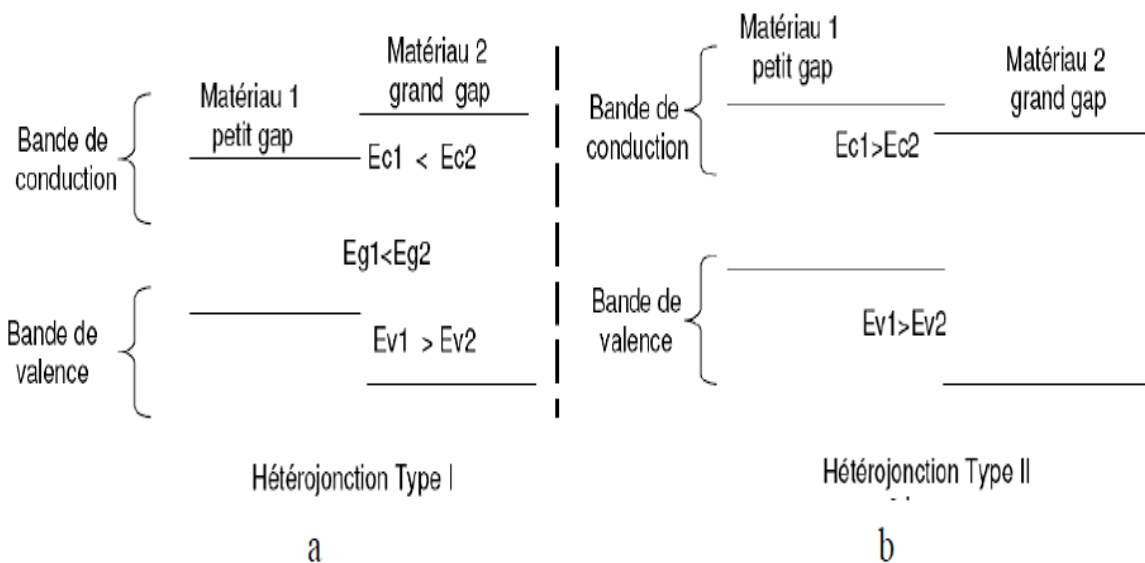 Matériau 1
petit gap
Matériau 2
grand gap
Bande de
conduction
Ec1 < Ec2
Eg1<Eg2
Bande de
valence
Ev1 >Ev2
Hétérojonction Type I
a
Matériau 1
petit gap
Matériau 2
grand gap
Bande de
conduction
Ec1>Ec2
Bande de
valence
Ev1>Ev2
Hétérojonction Type II
b